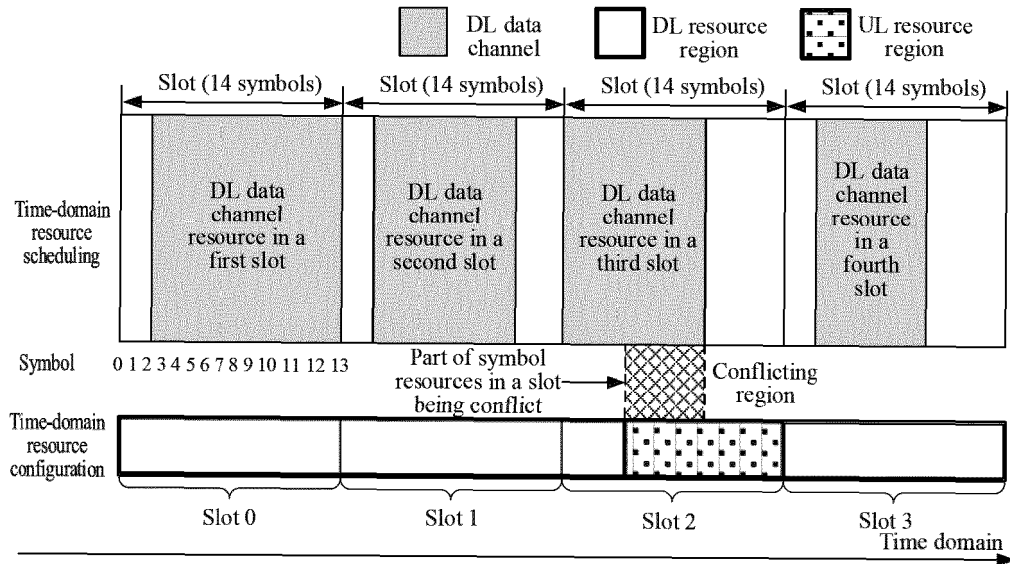 DL data
channel
DL resource
region
UL resource
region
Slot (14 symbols)
Slot (14 symbols)
Slot (14 symbols)
Slot (14 symbols)
Time-domain
resource
scheduling
DL data
channel
resource in a
first slot
DL data
channel
resource in a
second slot
DL data
channel
resource in a
third slot
DL data
channel
resource
in a
fourth
slot
Symbol
0 1 2 3 4 5 6 7 8 9 10 11 12 13
Part of symbol
resources in a slot
being conflict
Conflicting
region
Time-domain
resource
configuration
Slot 0
Slot 1
Slot 2
Slot 3
Time domain